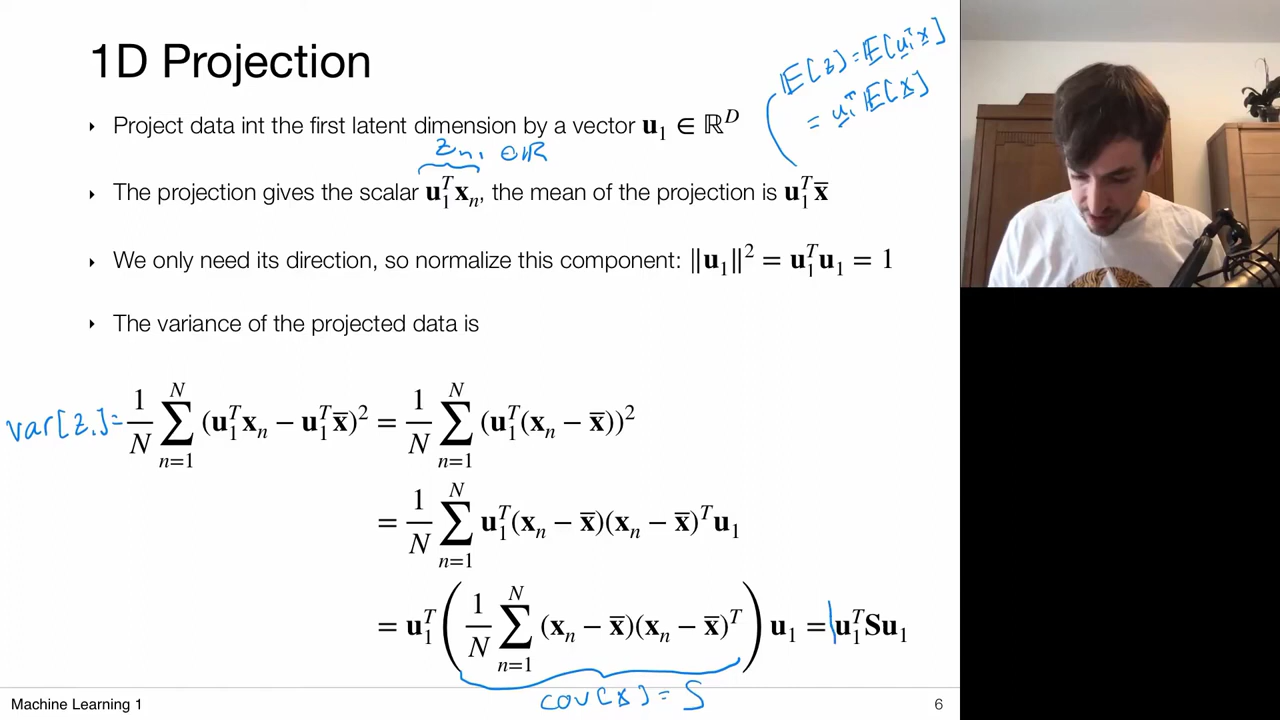 1D Projection
𝔼[z] = 𝔼[u₁ᵀx]
= u₁ᵀ 𝔼[x]
‣ Project data int the first latent dimension by a vector u₁ ∈ ℝᴰ
zₙ₁ ∈ ℝ
‣ The projection gives the scalar u₁ᵀxₙ, the mean of the projection is u₁ᵀx̅
‣ We only need its direction, so normalize this component: ‖u₁‖² = u₁ᵀu₁ = 1
‣ The variance of the projected data is
var[z₁] = 1/N ∑ₙ₌₁ᴺ (u₁ᵀxₙ − u₁ᵀx̅)² = 1/N ∑ₙ₌₁ᴺ (u₁ᵀ(xₙ − x̅))²
= 1/N ∑ₙ₌₁ᴺ u₁ᵀ(xₙ − x̅)(xₙ − x̅)ᵀu₁
= u₁ᵀ(1/N ∑ₙ₌₁ᴺ (xₙ − x̅)(xₙ − x̅)ᵀ) u₁ = u₁ᵀSu₁
cov[x] = S
Machine Learning 1
6